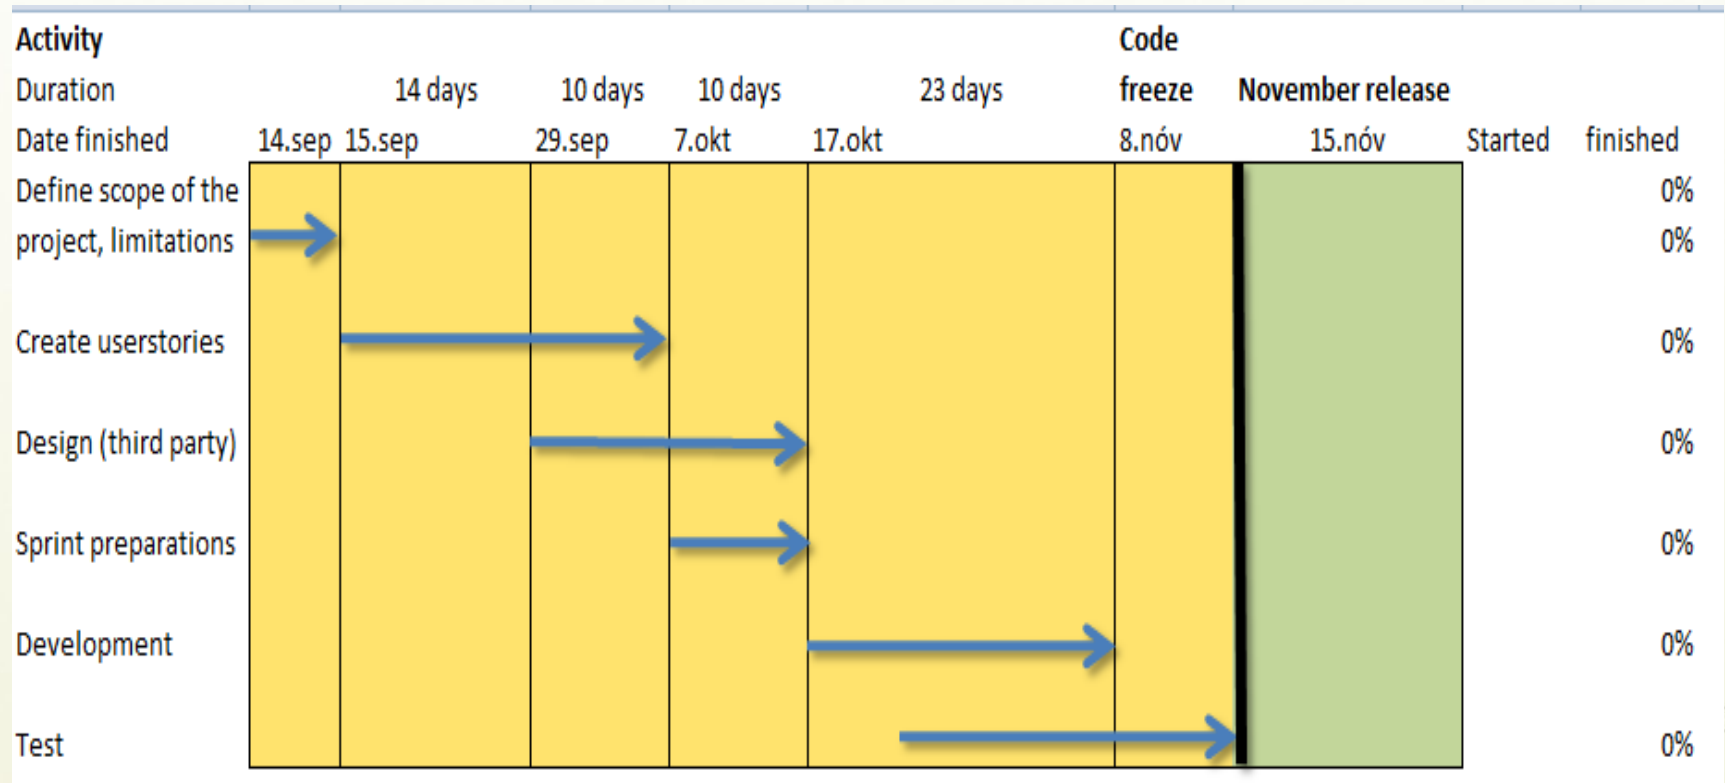 Activity Code
Duration 14 days 10 days 10 days 23 days freeze November release
Date finished 14.sep 15.sep 29.sep 7.okt 17.okt 8.nóv 15.nóv Started finished
Define scope of the 0%
project, limitations 0%
Create userstories 0%
Design (third party) 0%
Sprint preparations 0%
Development 0%
Test 0%